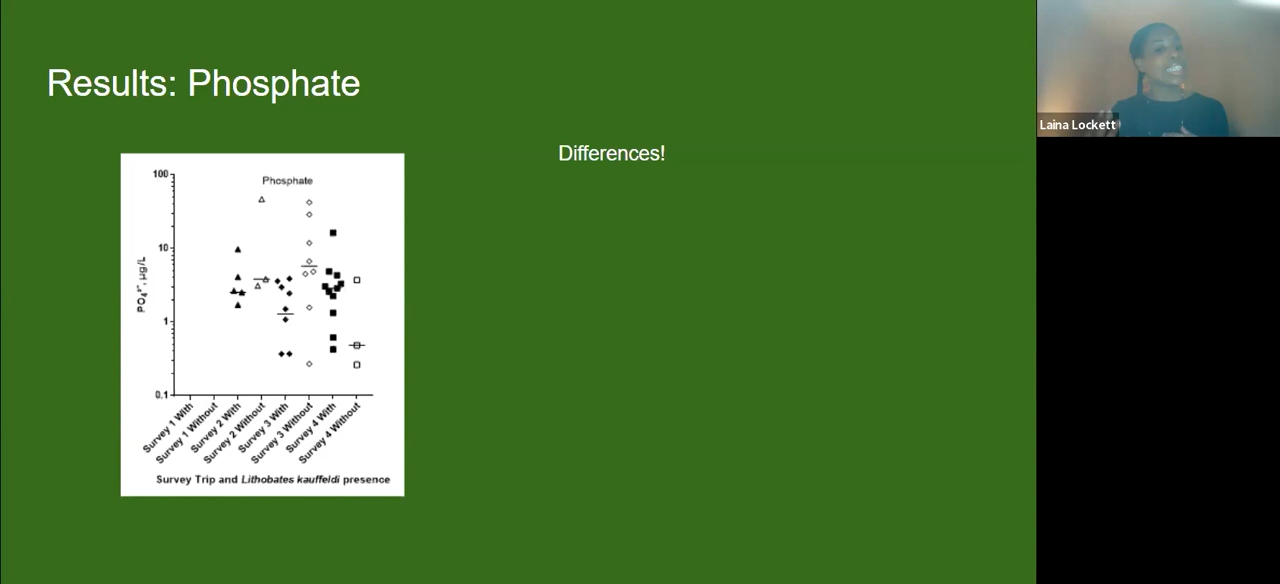 Results: Phosphate
Differences!
Laina Lockett
Phosphate
100
10
1
0.1
PO₄³⁻, µg/L
Survey 1 With
Survey 1 Without
Survey 2 With
Survey 2 Without
Survey 3 With
Survey 3 Without
Survey 4 With
Survey 4 Without
Survey Trip and Lithobates kauffeldi presence